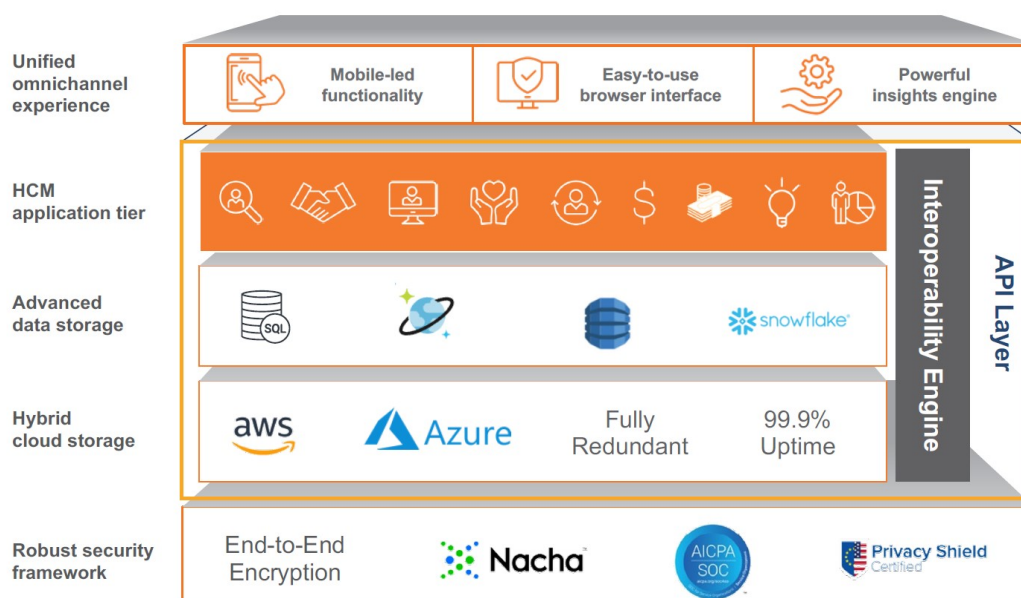 Unified
omnichannel
experience
Mobile-led
functionality
Easy-to-use
browser interface
Powerful
insights engine
HCM
application tier
Interoperability Engine
API Layer
Advanced
data storage
SQL
snowflake
Hybrid
cloud storage
aws
Azure
Fully
Redundant
99.9%
Uptime
Robust security
framework
End-to-End
Encryption
Nacha
AICPA
SOC
Privacy Shield
Certified